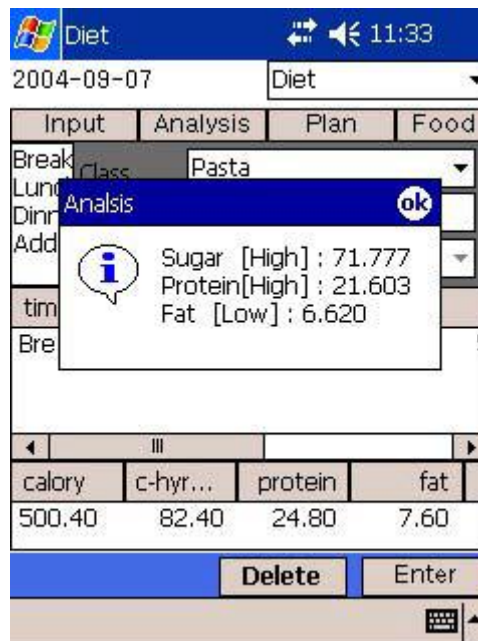 Diet 11:33
2004-09-07 Diet
Input Analysis Plan Food
Break Class Pasta
Lunc
Dinr
Add
Analsis ok
Sugar [High] : 71.777
Protein[High] : 21.603
Fat [Low] : 6.620
tim
Bre
calory c-hyr... protein fat
500.40 82.40 24.80 7.60
Delete Enter